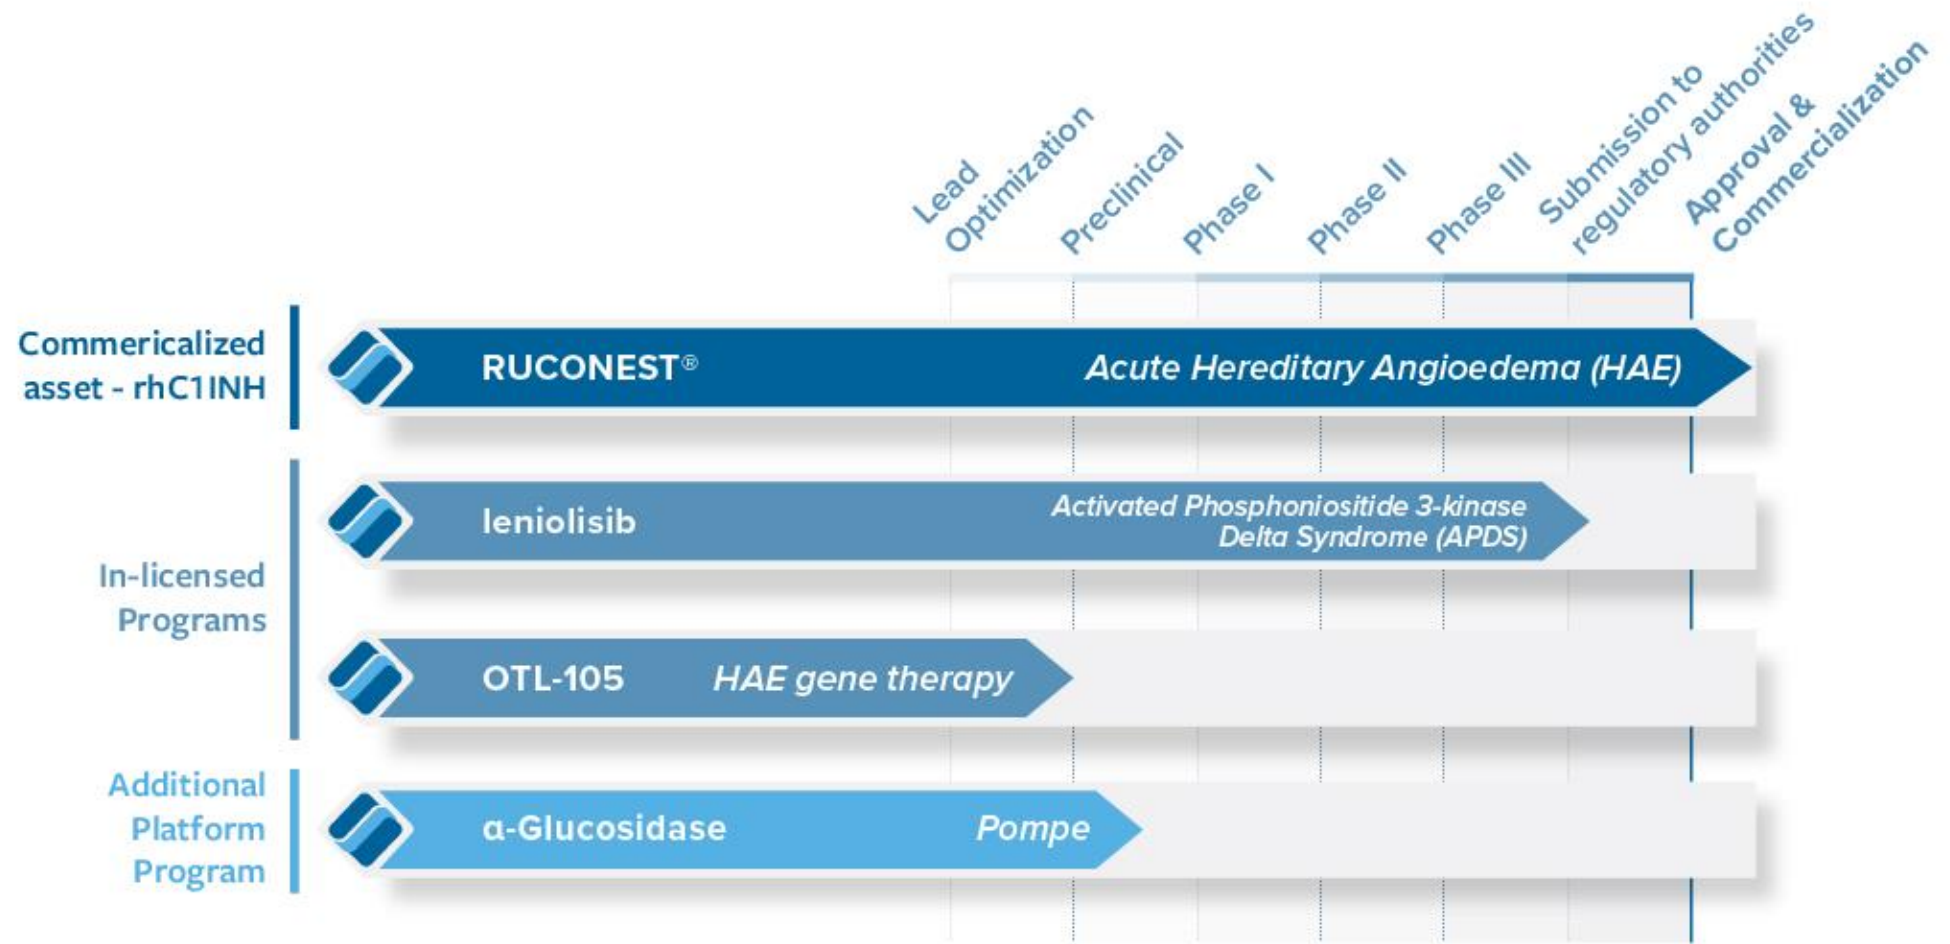 Lead
Optimization
Preclinical
Phase I
Phase II
Phase III
Submission to
regulatory authorities
Approval &
Commercialization
Commericalized
asset - rhC1INH
RUCONEST®
Acute Hereditary Angioedema (HAE)
In-licensed
Programs
leniolisib
Activated Phosphoniositide 3-kinase
Delta Syndrome (APDS)
OTL-105
HAE gene therapy
Additional
Platform
Program
α-Glucosidase
Pompe